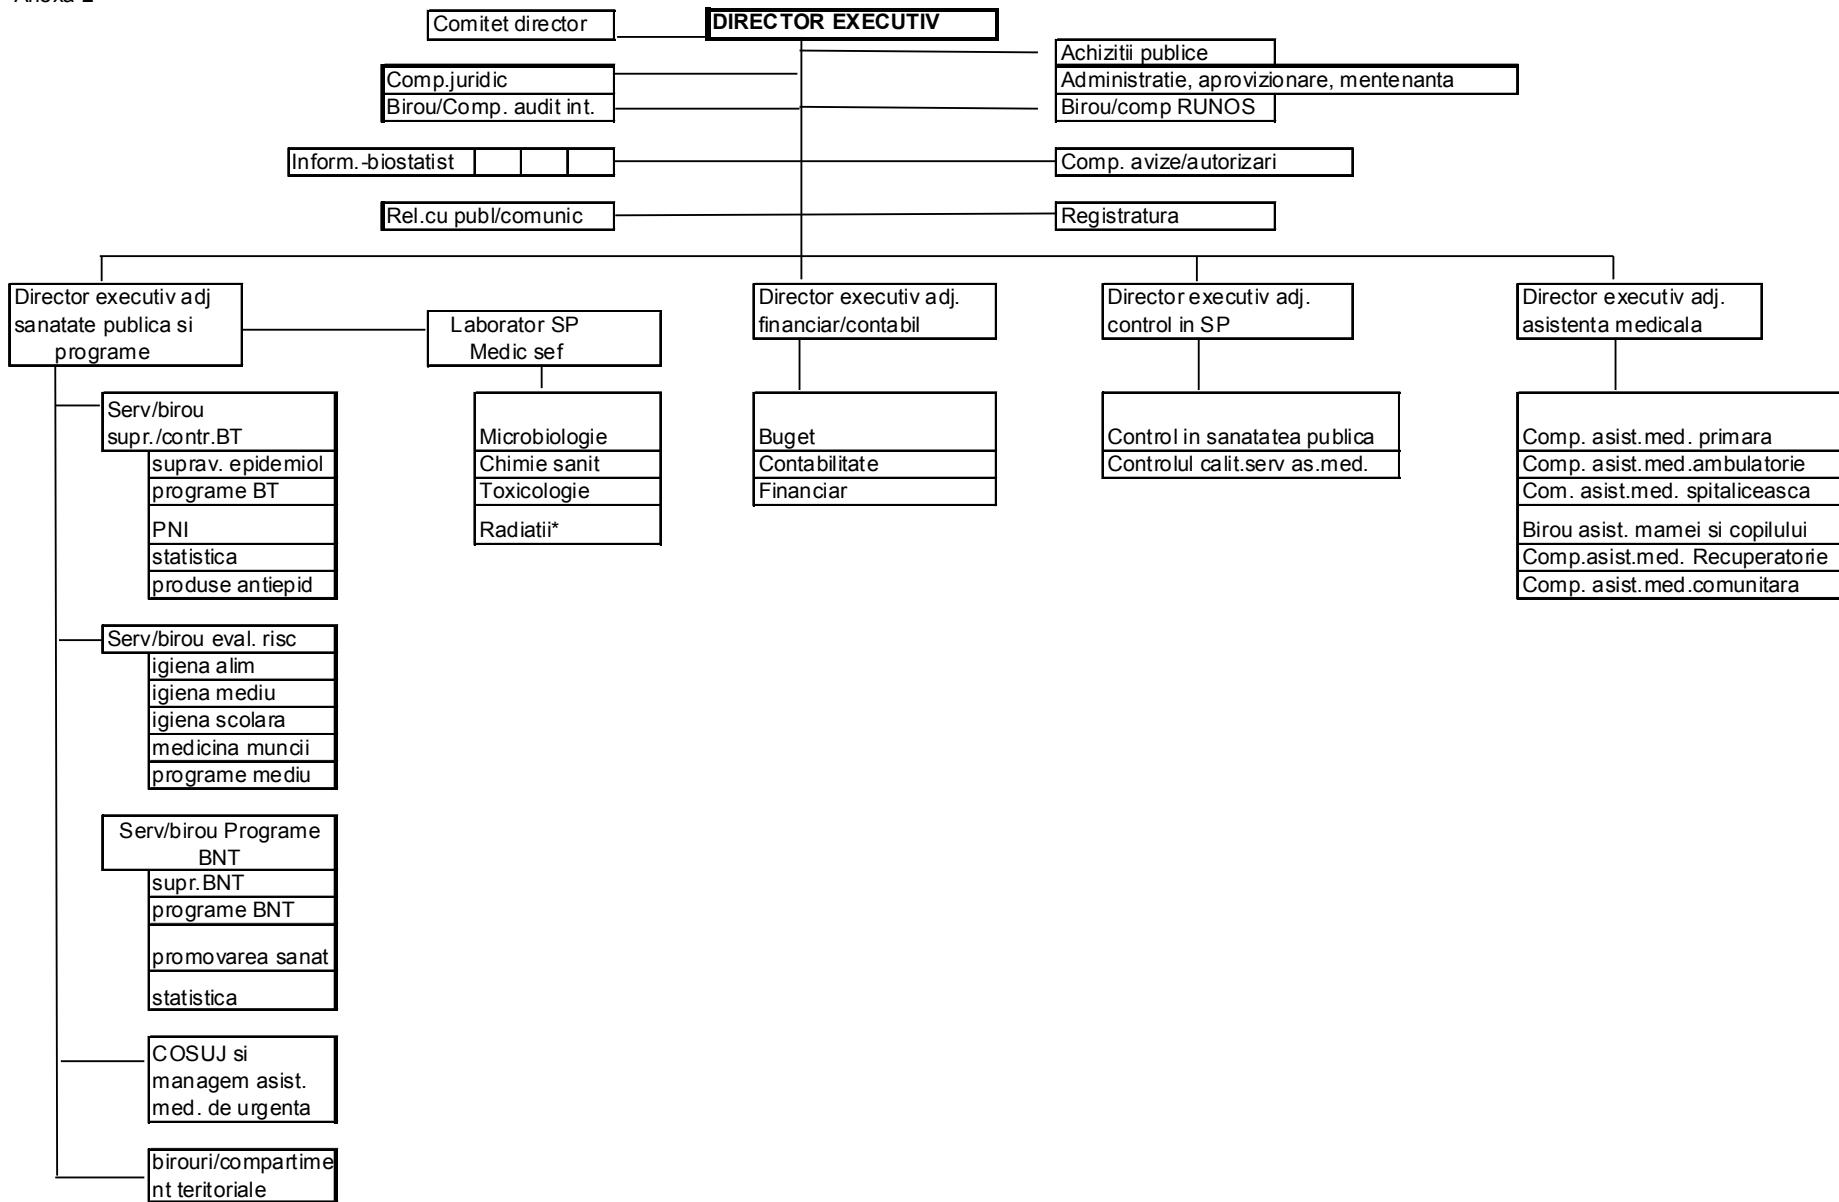 Anexa 2
Comitet director
DIRECTOR EXECUTIV
Achizitii publice
Comp.juridic
Administratie, aprovizionare, mentenanta
Birou/Comp. audit int.
Birou/comp RUNOS
Inform.-biostatist
Comp. avize/autorizari
Rel.cu publ/comunic
Registratura
Director executiv adj
sanatate publica si
programe
Laborator SP
Medic sef
Director executiv adj.
financiar/contabil
Director executiv adj.
control in SP
Director executiv adj.
asistenta medicala
Serv/birou
supr./contr.BT
suprav. epidemiol
programe BT
PNI
statistica
produse antiepid
Microbiologie
Chimie sanit
Toxicologie
Radiatii*
Buget
Contabilitate
Financiar
Control in sanatatea publica
Controlul calit.serv as.med.
Comp. asist.med. primara
Comp. asist.med.ambulatorie
Com. asist.med. spitaliceasca
Birou asist. mamei si copilului
Comp.asist.med. Recuperatorie
Comp. asist.med.comunitara
Serv/birou eval. risc
igiena alim
igiena mediu
igiena scolara
medicina muncii
programe mediu
Serv/birou Programe
BNT
supr.BNT
programe BNT
promovarea sanat
statistica
COSUJ si
managem asist.
med. de urgenta
birouri/compartime
nt teritoriale